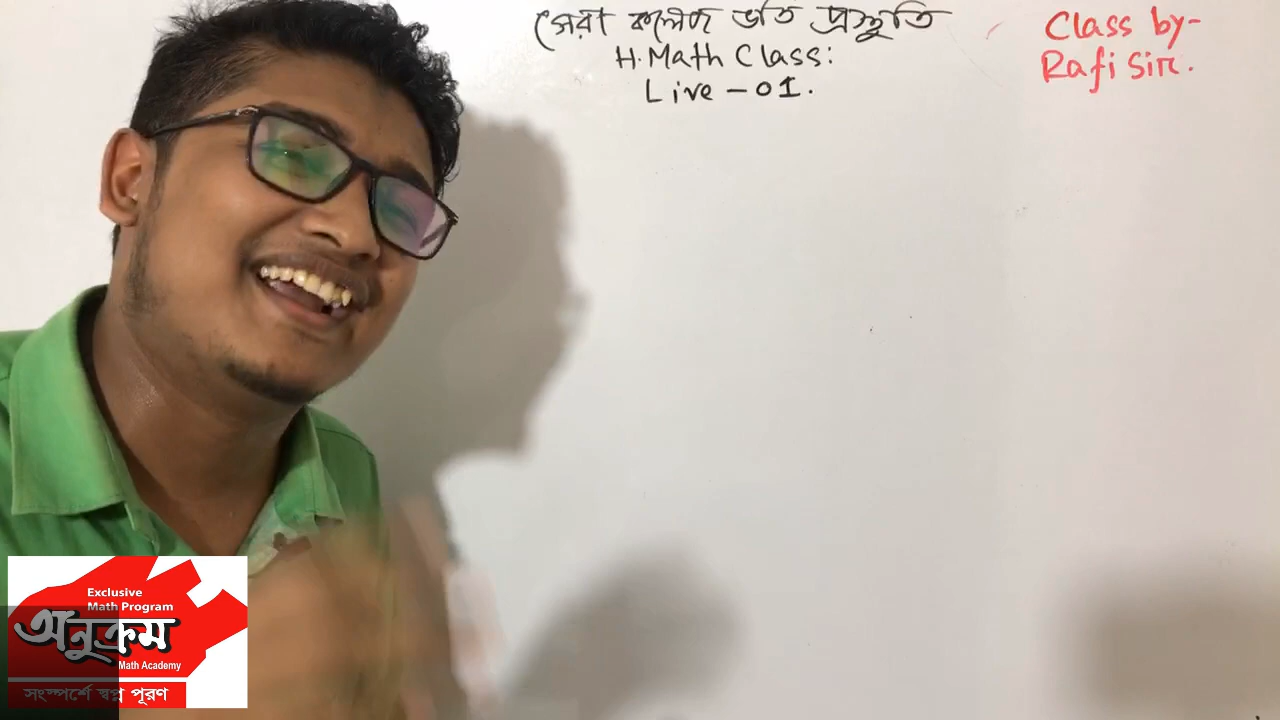 সেরা কলেজ ভর্তি প্রস্তুতি
H.Math Class:
Live - 01.
Class by-
Rafi Sir.
Exclusive
Math Program
অনুক্রম
Math Academy
সংস্পর্শে স্বপ্ন পূরণ